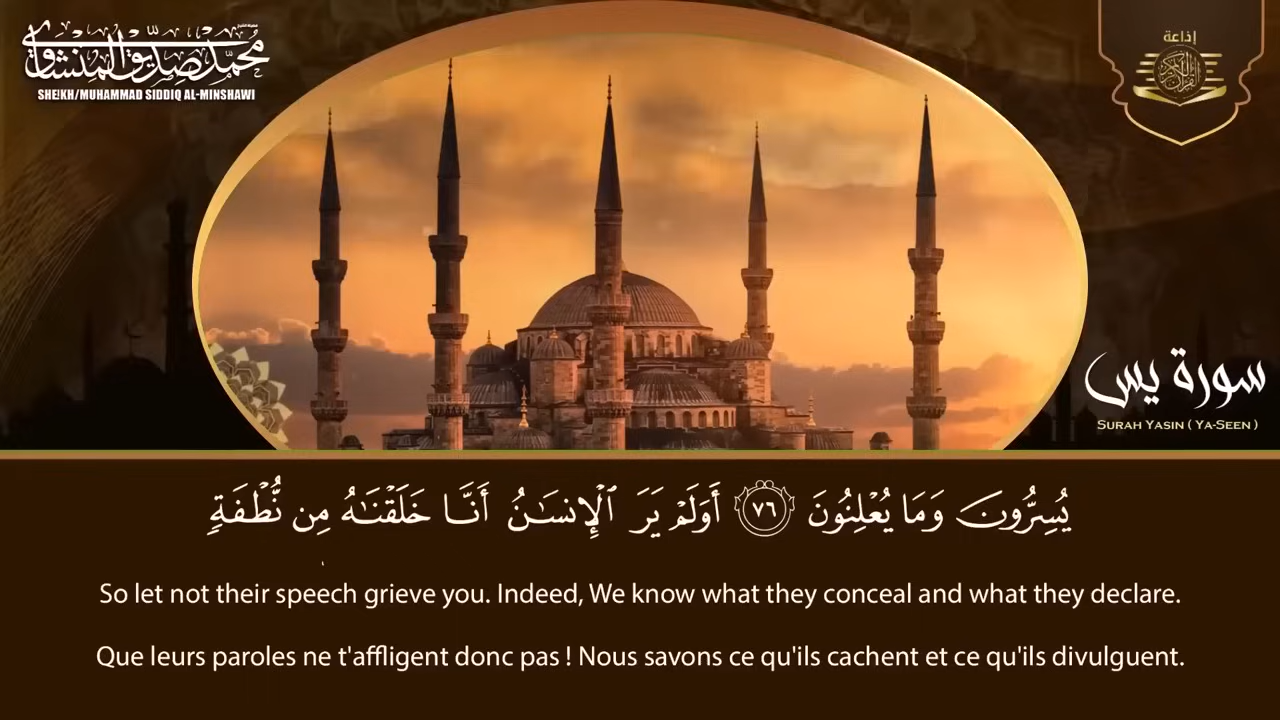 محمد صديق المنشاوي
SHEIKH/MUHAMMAD SIDDIQ AL-MINSHAWI
إذاعة
القرآن الكريم
سورة يس
SURAH YASIN ( YA-SEEN )
يُسِرُّونَ وَمَا يُعْلِنُونَ ٧٦ أَوَلَمْ يَرَ ٱلْإِنسَـٰنُ أَنَّا خَلَقْنَـٰهُ مِن نُّطْفَةٍ
So let not their speech grieve you. Indeed, We know what they conceal and what they declare.
Que leurs paroles ne t'affligent donc pas ! Nous savons ce qu'ils cachent et ce qu'ils divulguent.